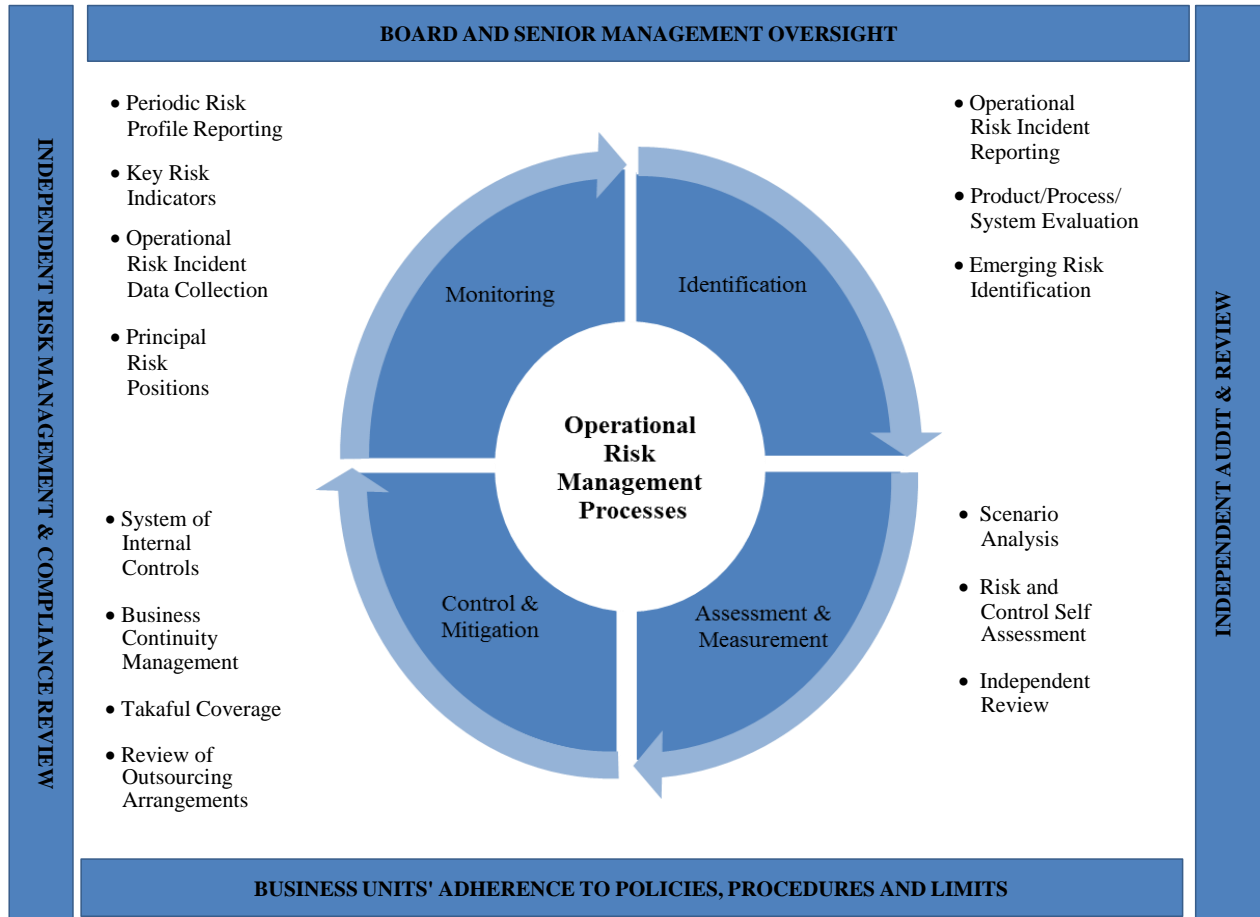 BOARD AND SENIOR MANAGEMENT OVERSIGHT
INDEPENDENT RISK MANAGEMENT & COMPLIANCE REVIEW
• Periodic Risk
Profile Reporting
• Key Risk
Indicators
• Operational
Risk Incident
Data Collection
• Principal
Risk
Positions
Monitoring
Identification
• Operational
Risk Incident
Reporting
• Product/Process/
System Evaluation
• Emerging Risk
Identification
Operational
Risk
Management
Processes
• System of
Internal
Controls
• Business
Continuity
Management
• Takaful Coverage
• Review of
Outsourcing
Arrangements
Control &
Mitigation
Assessment &
Measurement
• Scenario
Analysis
• Risk and
Control Self
Assessment
• Independent
Review
INDEPENDENT AUDIT & REVIEW
BUSINESS UNITS' ADHERENCE TO POLICIES, PROCEDURES AND LIMITS